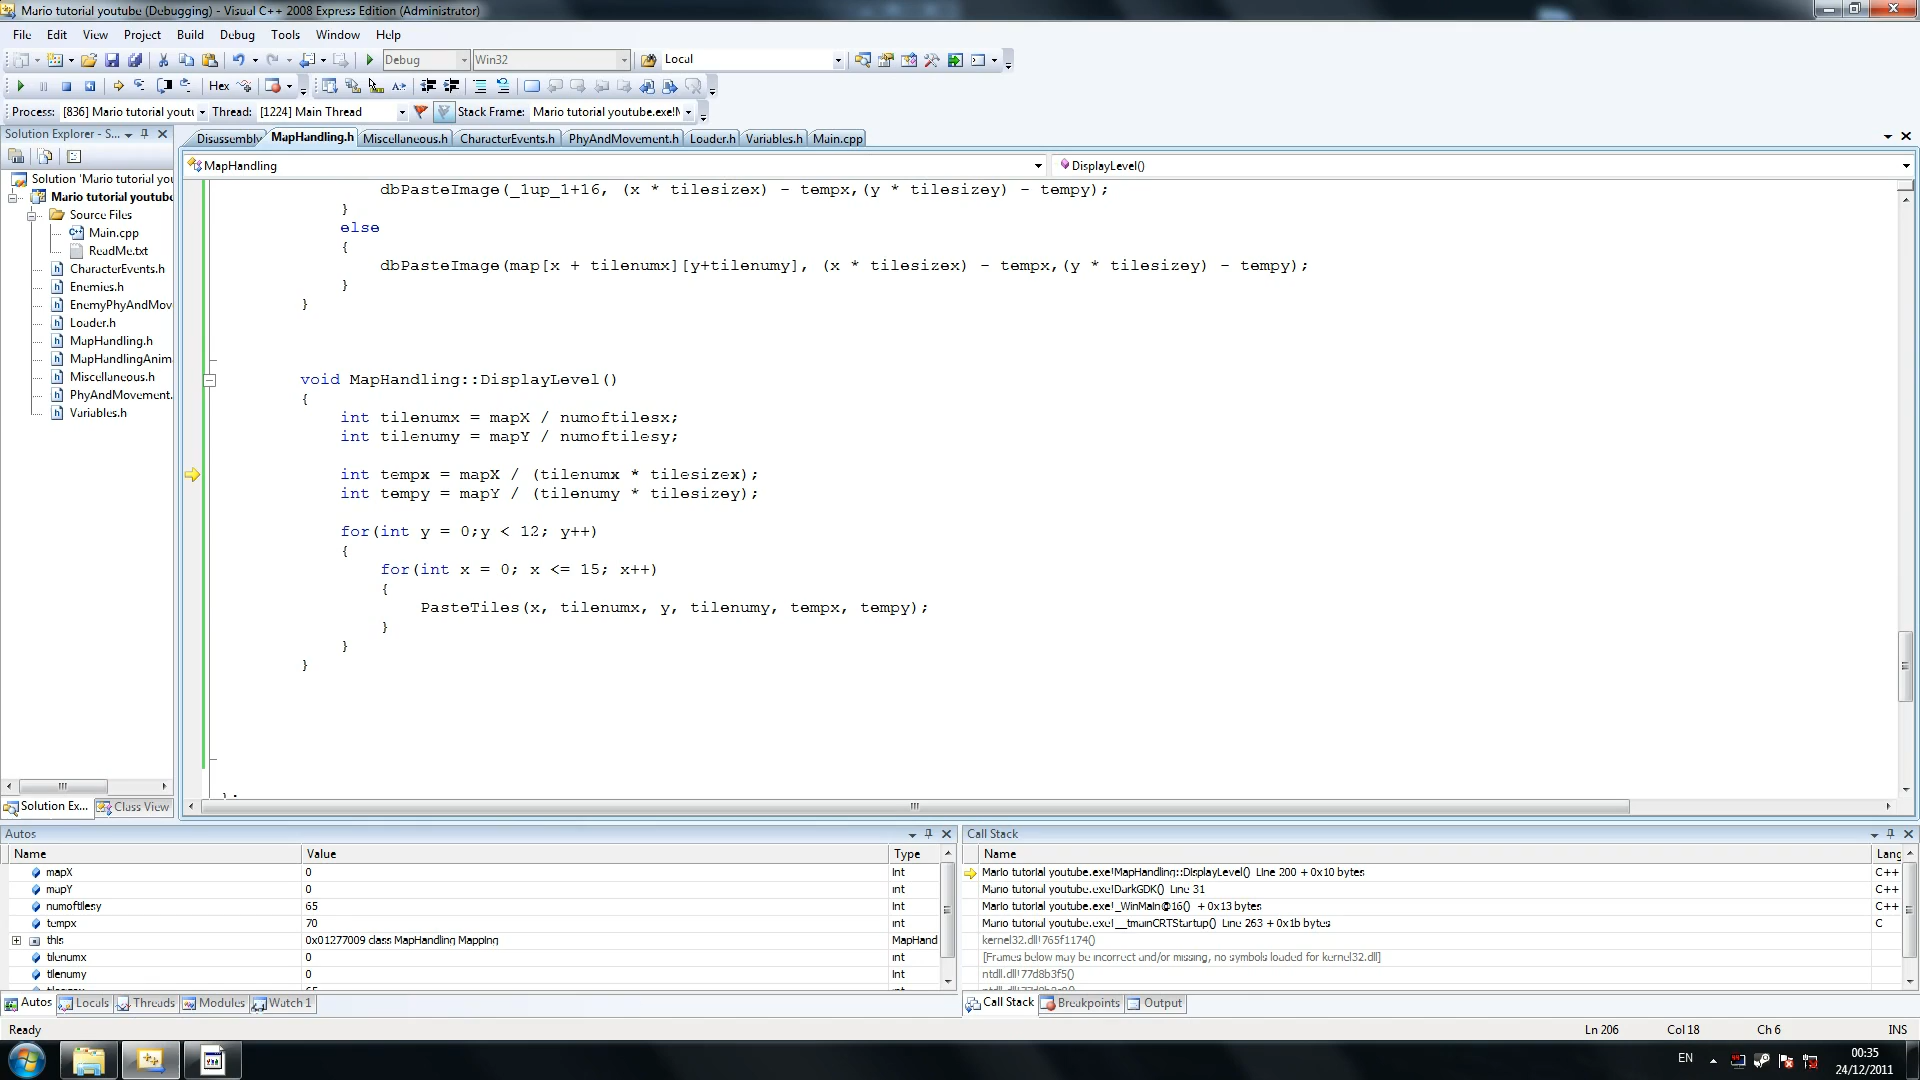 Mario tutorial youtube (Debugging) - Visual C++ 2008 Express Edition (Administrator)
File Edit View Project Build Debug Tools Window Help
Debug Win32 Local
Hex
Process: [836] Mario tutorial youtu Thread: [1224] Main Thread Stack Frame: Mario tutorial youtube.exe!M
Solution Explorer - S...
Disassembly MapHandling.h Miscellaneous.h CharacterEvents.h PhyAndMovement.h Loader.h Variables.h Main.cpp
MapHandling DisplayLevel()
Solution 'Mario tutorial you
Mario tutorial youtube
Source Files
Main.cpp
ReadMe.txt
CharacterEvents.h
Enemies.h
EnemyPhyAndMov
Loader.h
MapHandling.h
MapHandlingAnim
Miscellaneous.h
PhyAndMovement.
Variables.h
Solution Ex... Class View
dbPasteImage(_1up_1+16, (x * tilesizex) - tempx,(y * tilesizey) - tempy);
}
else
{
dbPasteImage(map[x + tilenumx][y+tilenumy], (x * tilesizex) - tempx,(y * tilesizey) - tempy);
}
}
void MapHandling::DisplayLevel()
{
int tilenumx = mapX / numoftilesx;
int tilenumy = mapY / numoftilesy;
int tempx = mapX / (tilenumx * tilesizex);
int tempy = mapY / (tilenumy * tilesizey);
for(int y = 0;y < 12; y++)
{
for(int x = 0; x <= 15; x++)
{
PasteTiles(x, tilenumx, y, tilenumy, tempx, tempy);
}
}
}
};
Autos
Name Value Type
mapX 0 int
mapY 0 int
numoftilesy 65 int
tempx 70 int
this 0x01277009 class MapHandling Mapping MapHand
tilenumx 0 int
tilenumy 0 int
Autos Locals Threads Modules Watch 1
Call Stack
Name Lang
Mario tutorial youtube.exe!MapHandling::DisplayLevel() Line 200 + 0x10 bytes C++
Mario tutorial youtube.exe!DarkGDK() Line 31 C++
Mario tutorial youtube.exe!_WinMain@16() + 0x13 bytes C++
Mario tutorial youtube.exe!__tmainCRTStartup() Line 263 + 0x1b bytes C
kernel32.dll!765f1174()
[Frames below may be incorrect and/or missing, no symbols loaded for kernel32.dll]
ntdll.dll!77d8b3f5()
Call Stack Breakpoints Output
Ready Ln 206 Col 18 Ch 6 INS
EN 00:35
24/12/2011